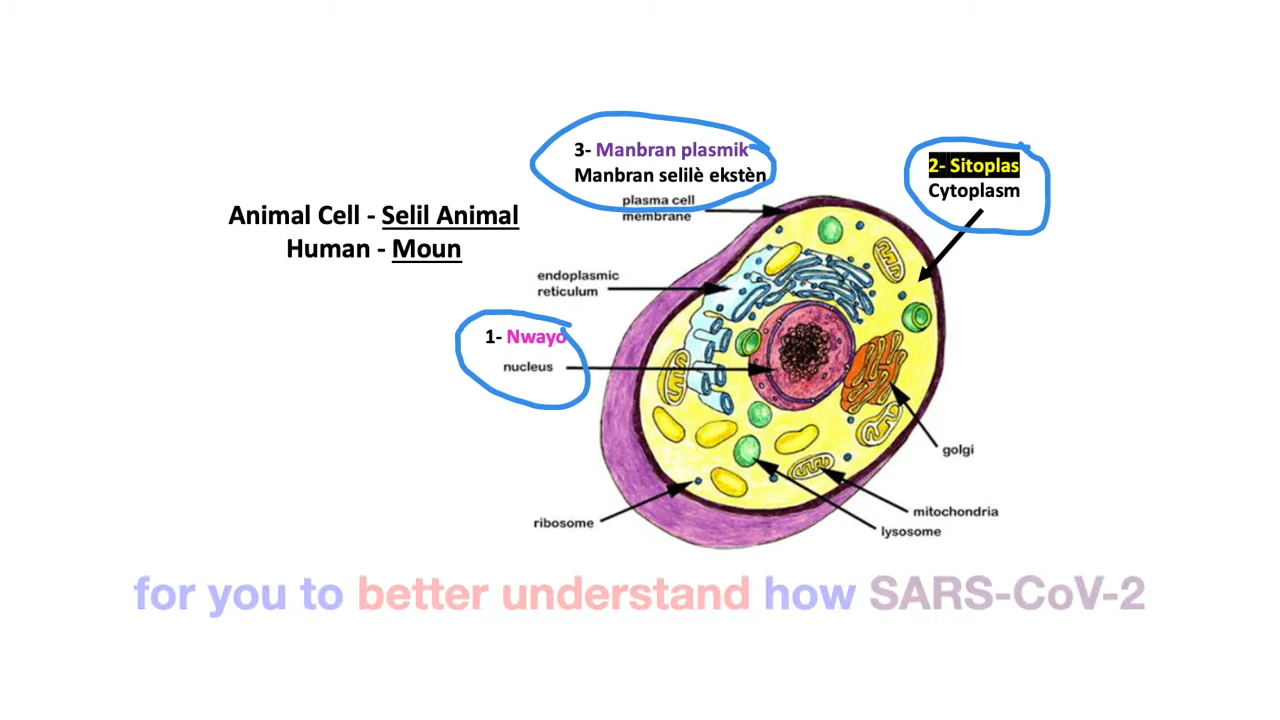 3- Manbran plasmik
Manbran selilè ekstèn
plasma cell
membrane
2- Sitoplas
Cytoplasm
Animal Cell - Selil Animal
Human - Moun
endoplasmic
reticulum
1- Nwayo
nucleus
golgi
mitochondria
lysosome
ribosome
for you to better understand how SARS-CoV-2